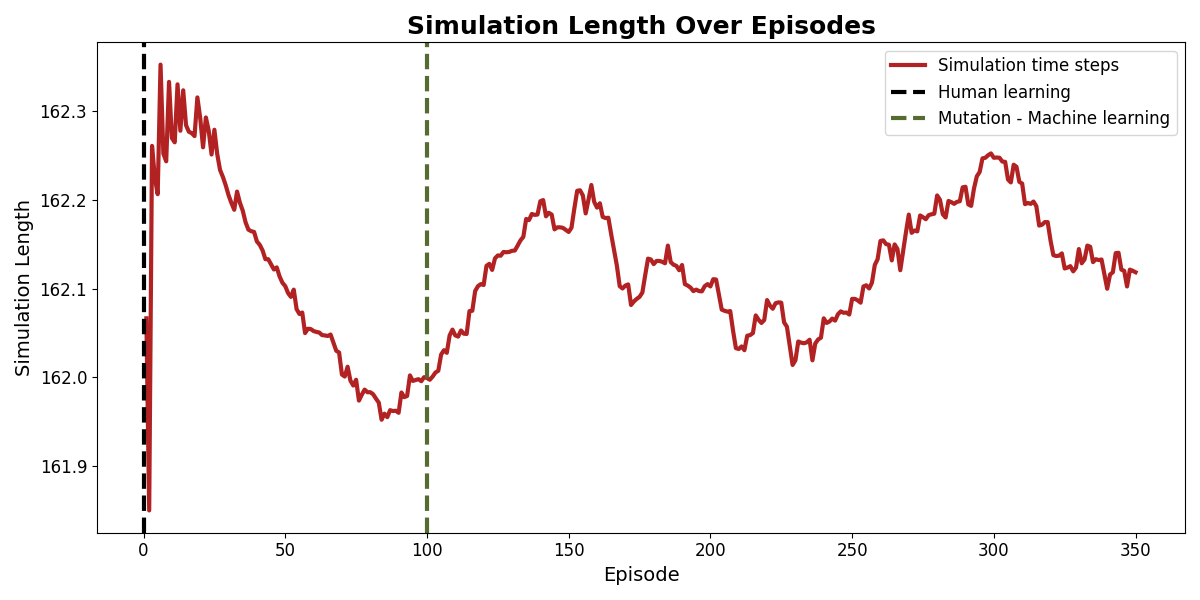 Simulation Length Over Episodes
Simulation time steps
Human learning
Mutation - Machine learning
Simulation Length
162.3
162.2
162.1
162.0
161.9
0 50 100 150 200 250 300 350
Episode